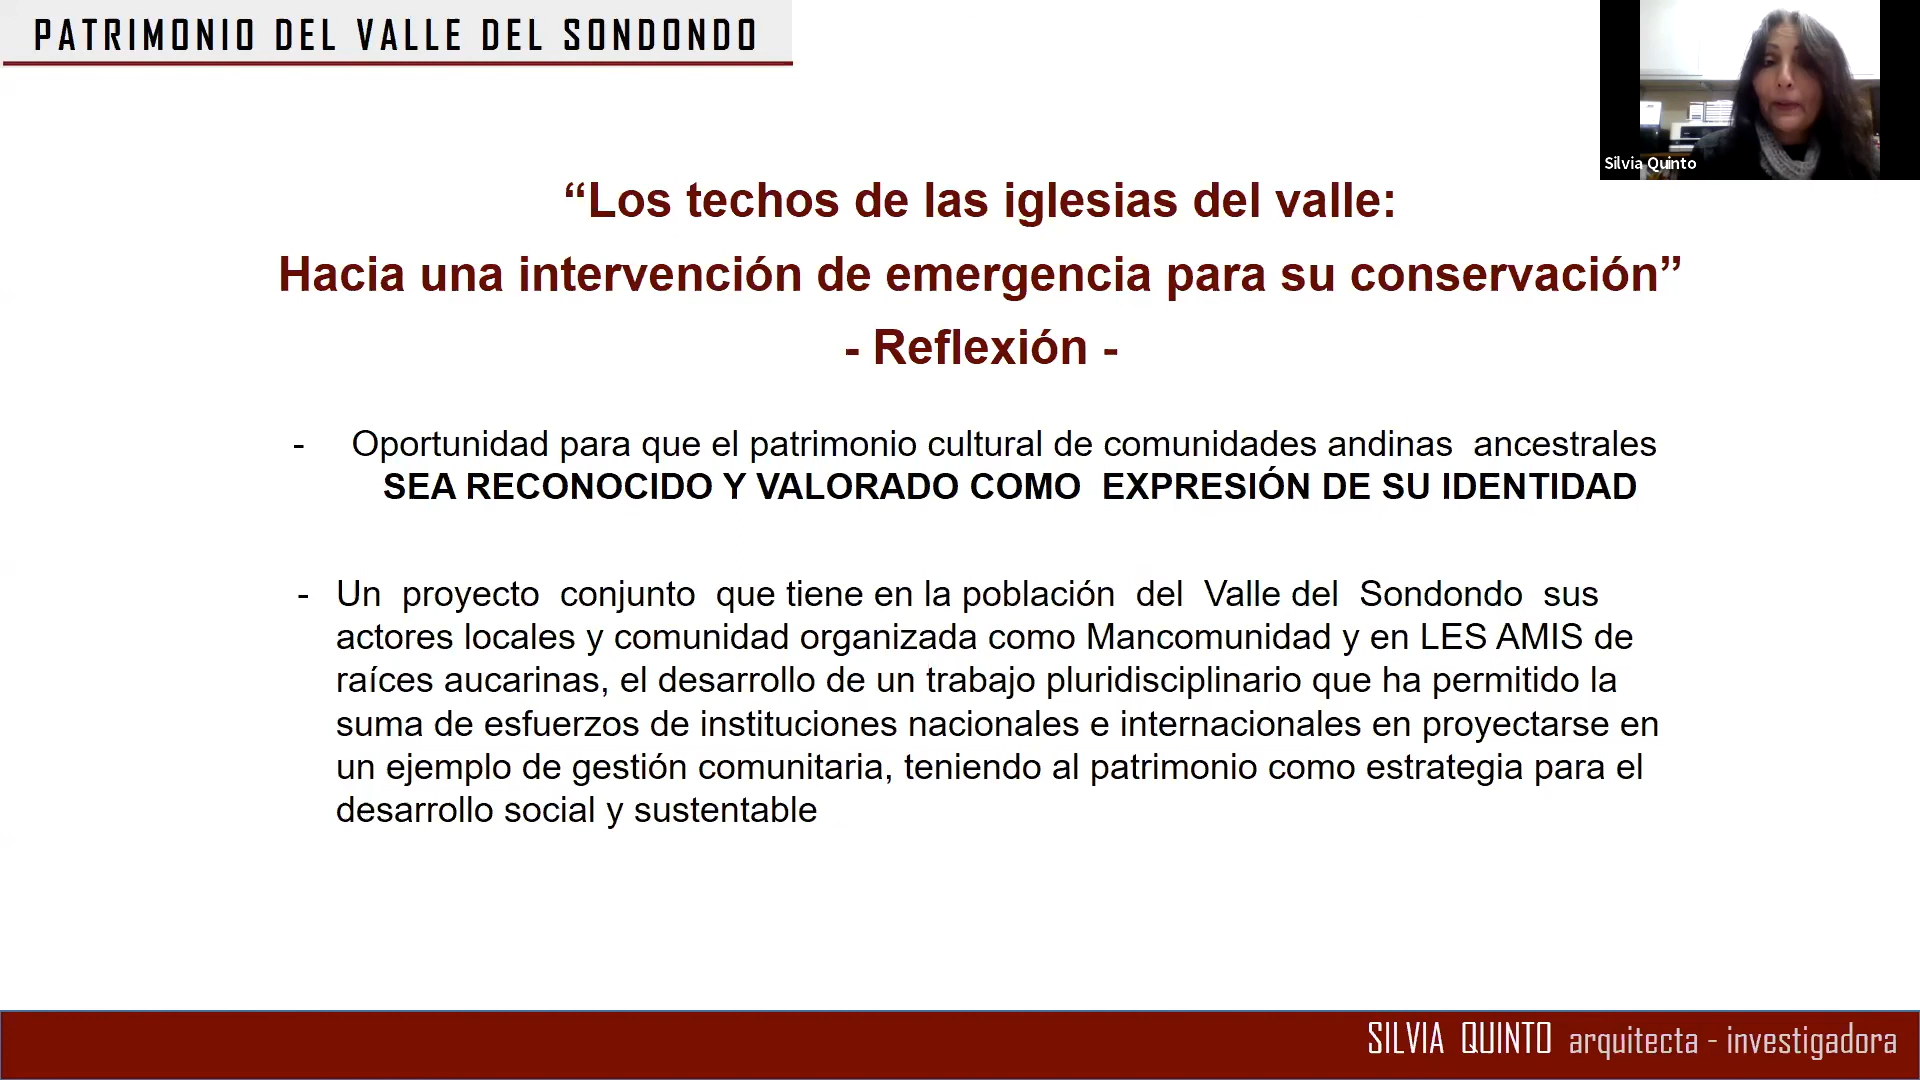 PATRIMONIO DEL VALLE DEL SONDONDO
Silvia Quinto
“Los techos de las iglesias del valle:
Hacia una intervención de emergencia para su conservación”
- Reflexión -
- Oportunidad para que el patrimonio cultural de comunidades andinas ancestrales
SEA RECONOCIDO Y VALORADO COMO EXPRESIÓN DE SU IDENTIDAD
- Un proyecto conjunto que tiene en la población del Valle del Sondondo sus
actores locales y comunidad organizada como Mancomunidad y en LES AMIS de
raíces aucarinas, el desarrollo de un trabajo pluridisciplinario que ha permitido la
suma de esfuerzos de instituciones nacionales e internacionales en proyectarse en
un ejemplo de gestión comunitaria, teniendo al patrimonio como estrategia para el
desarrollo social y sustentable
SILVIA QUINTO arquitecta - investigadora